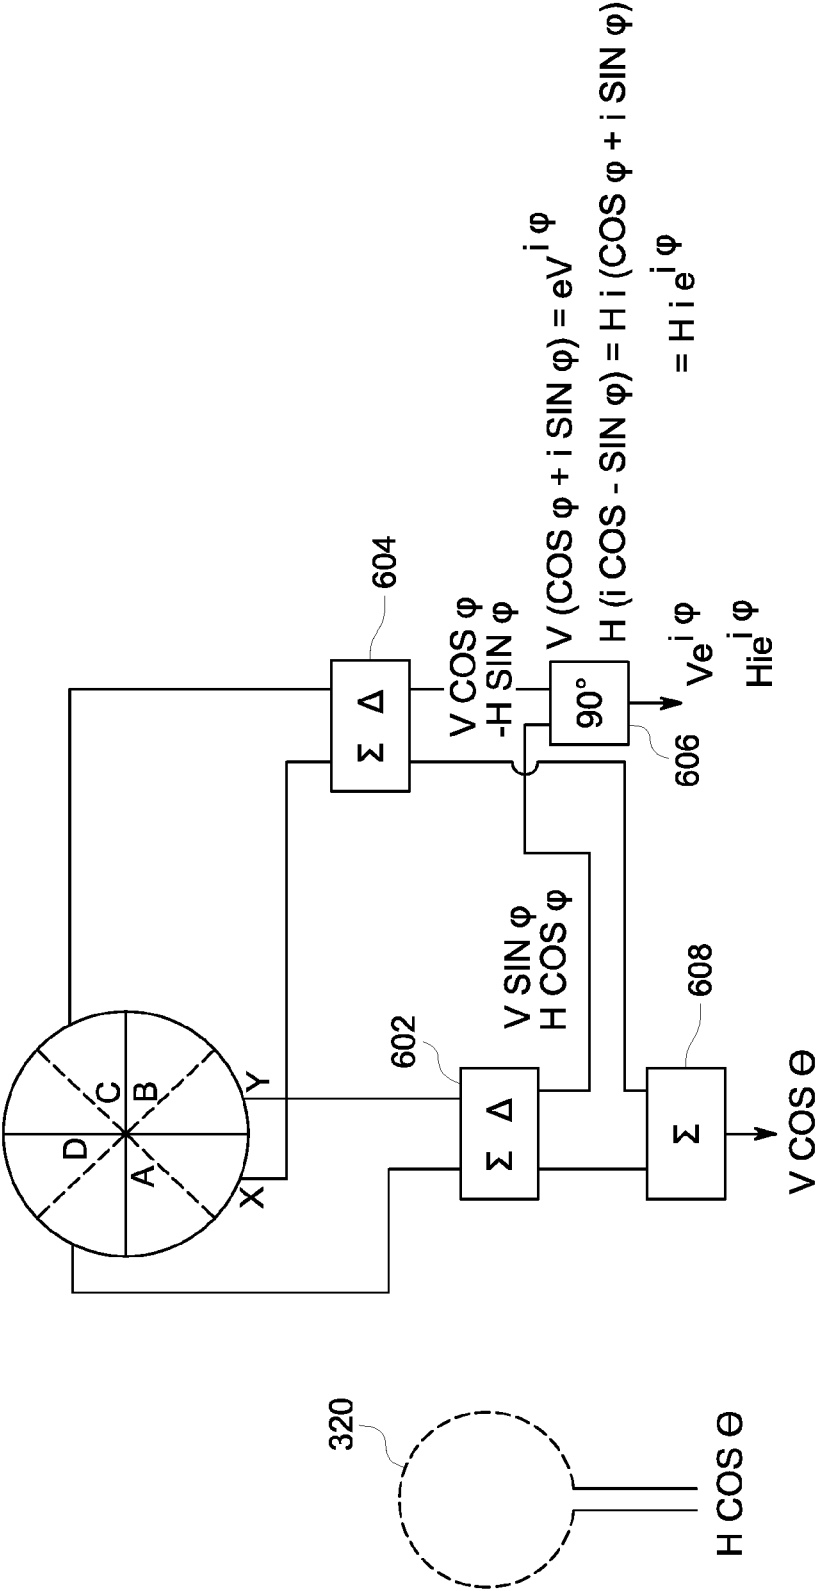 D
C
A
B
X
Y
320
602
604
Σ Δ
Σ Δ
V COS φ
-H SIN φ
V SIN φ
H COS φ
90°
606
V (COS φ + i SIN φ) = eV^iφ
H (i COS - SIN φ) = H i (COS φ + i SIN φ)
= H i e^iφ
Ve^iφ
Hie^iφ
608
Σ
H COS Θ
V COS Θ